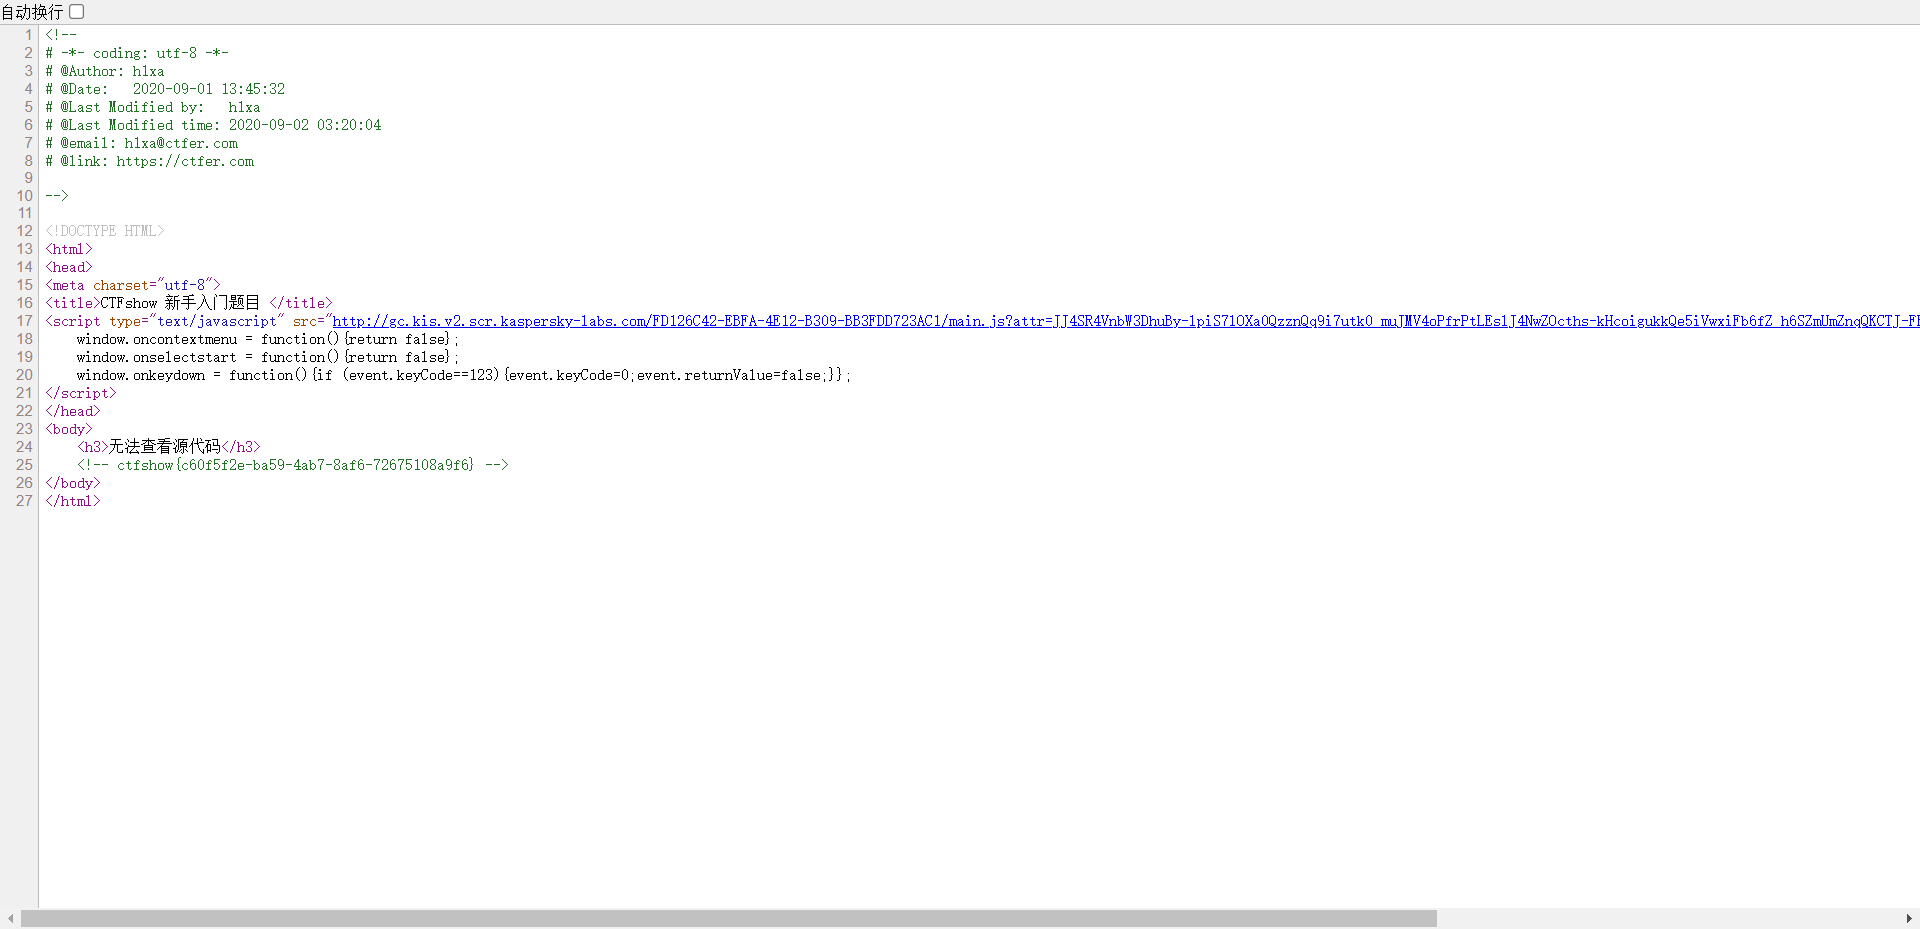 自动换行
1 <!--
2 # -*- coding: utf-8 -*-
3 # @Author: h1xa
4 # @Date:   2020-09-01 13:45:32
5 # @Last Modified by:   h1xa
6 # @Last Modified time: 2020-09-02 03:20:04
7 # @email: h1xa@ctfer.com
8 # @link: https://ctfer.com
9
10 -->
11
12 <!DOCTYPE HTML>
13 <html>
14 <head>
15 <meta charset="utf-8">
16 <title>CTFshow 新手入门题目 </title>
17 <script type="text/javascript" src="http://gc.kis.v2.scr.kaspersky-labs.com/FD126C42-EBFA-4E12-B309-BB3FDD723AC1/main.js?attr=JJ4SR4VnbW3DhuBy-1piS71OXa0QzznQq9i7utk0_muJMV4oPfrPtLEs1J4NwZOcths-kHcoigukkQe5iVwxiFb6fZ_h6SZmUmZnqQKCTJ-FH
18     window.oncontextmenu = function(){return false};
19     window.onselectstart = function(){return false};
20     window.onkeydown = function(){if (event.keyCode==123){event.keyCode=0;event.returnValue=false;}};
21 </script>
22 </head>
23 <body>
24     <h3>无法查看源代码</h3>
25     <!-- ctfshow{c60f5f2e-ba59-4ab7-8af6-72675108a9f6} -->
26 </body>
27 </html>